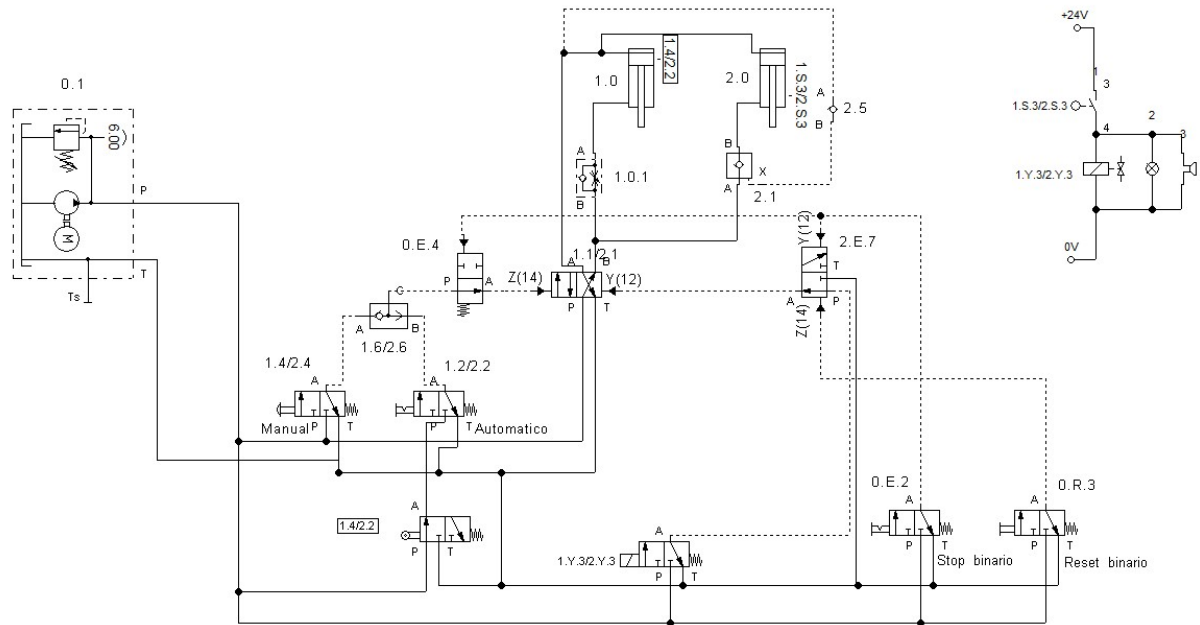 +24V
0.1
1.4/2.2
1.0
2.0
1.S.3/2.S.3
A
B
2.5
1
3
1.S.3/2.S.3
4
2
3
1.Y.3/2.Y.3
0V
6.00
M
P
T
Ts
A
B
1.0.1
B
A
X
2.1
0.E.4
P
A
1.1/2.1
A
B
Z(14)
Y(12)
P
T
Y(12)
2.E.7
T
A
P
Z(14)
C
A
B
1.6/2.6
1.4/2.4
A
Manual
P
T
1.2/2.2
A
P
T
Automatico
1.4/2.2
A
P
T
1.Y.3/2.Y.3
A
P
T
0.E.2
A
P
T
Stop binario
0.R.3
A
P
T
Reset binario